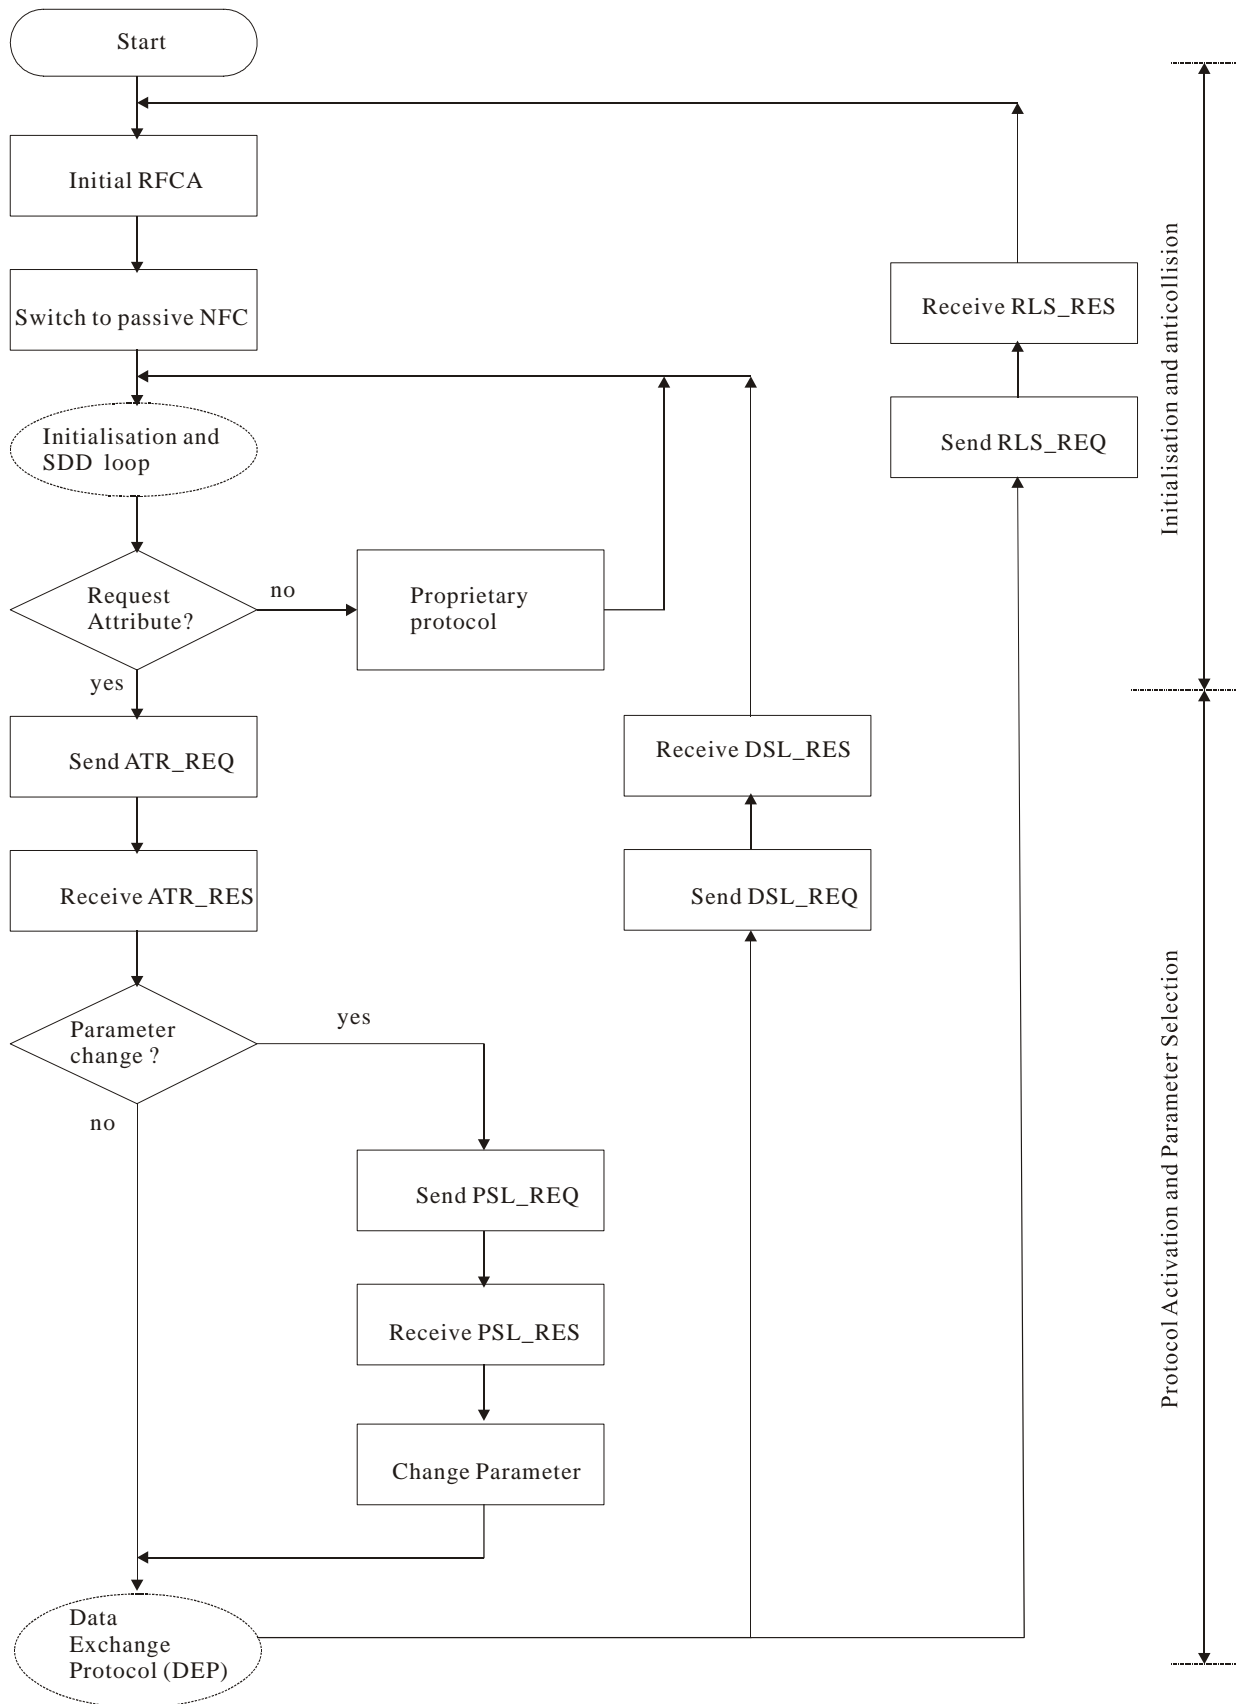 Start
Initial RFCA
Switch to passive NFC
Initialisation and
SDD loop
Request
Attribute?
no
Proprietary
protocol
yes
Send ATR_REQ
Receive ATR_RES
Parameter
change ?
yes
no
Send PSL_REQ
Receive PSL_RES
Change Parameter
Data
Exchange
Protocol (DEP)
Receive DSL_RES
Send DSL_REQ
Receive RLS_RES
Send RLS_REQ
Initialisation and anticollision
Protocol Activation and Parameter Selection